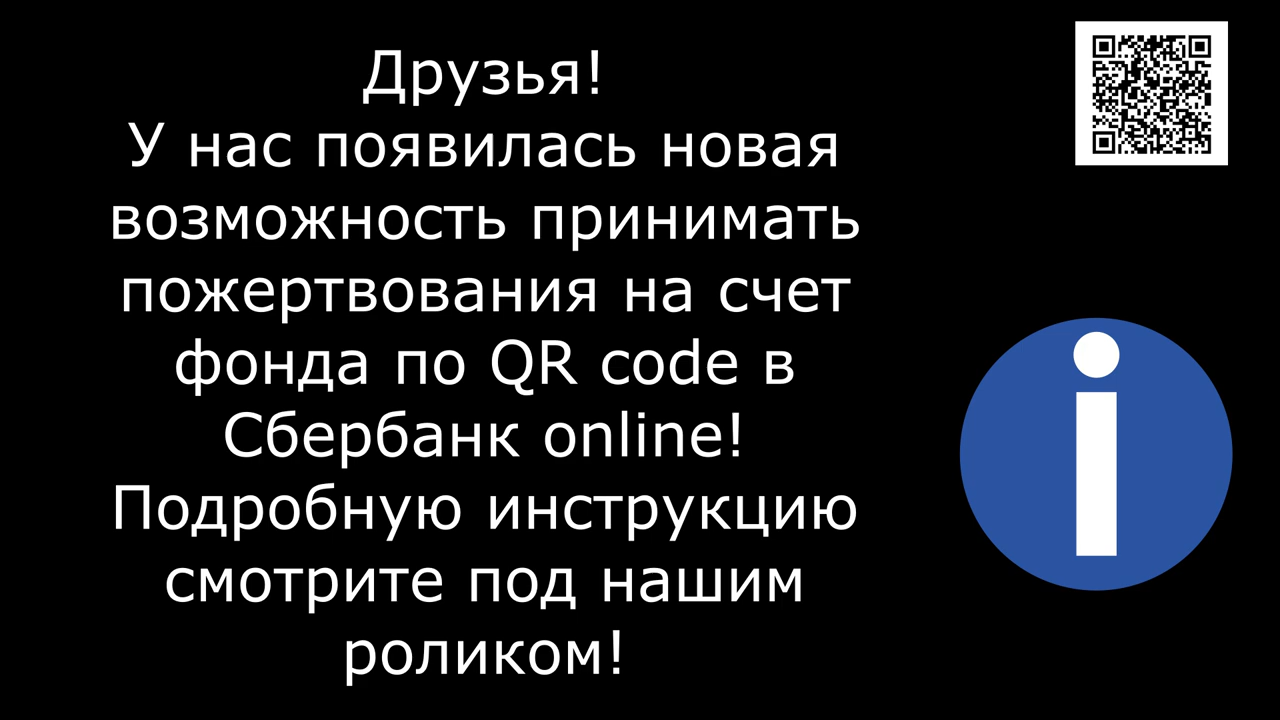 Друзья!
У нас появилась новая
возможность принимать
пожертвования на счет
фонда по QR code в
Сбербанк online!
Подробную инструкцию
смотрите под нашим
роликом!